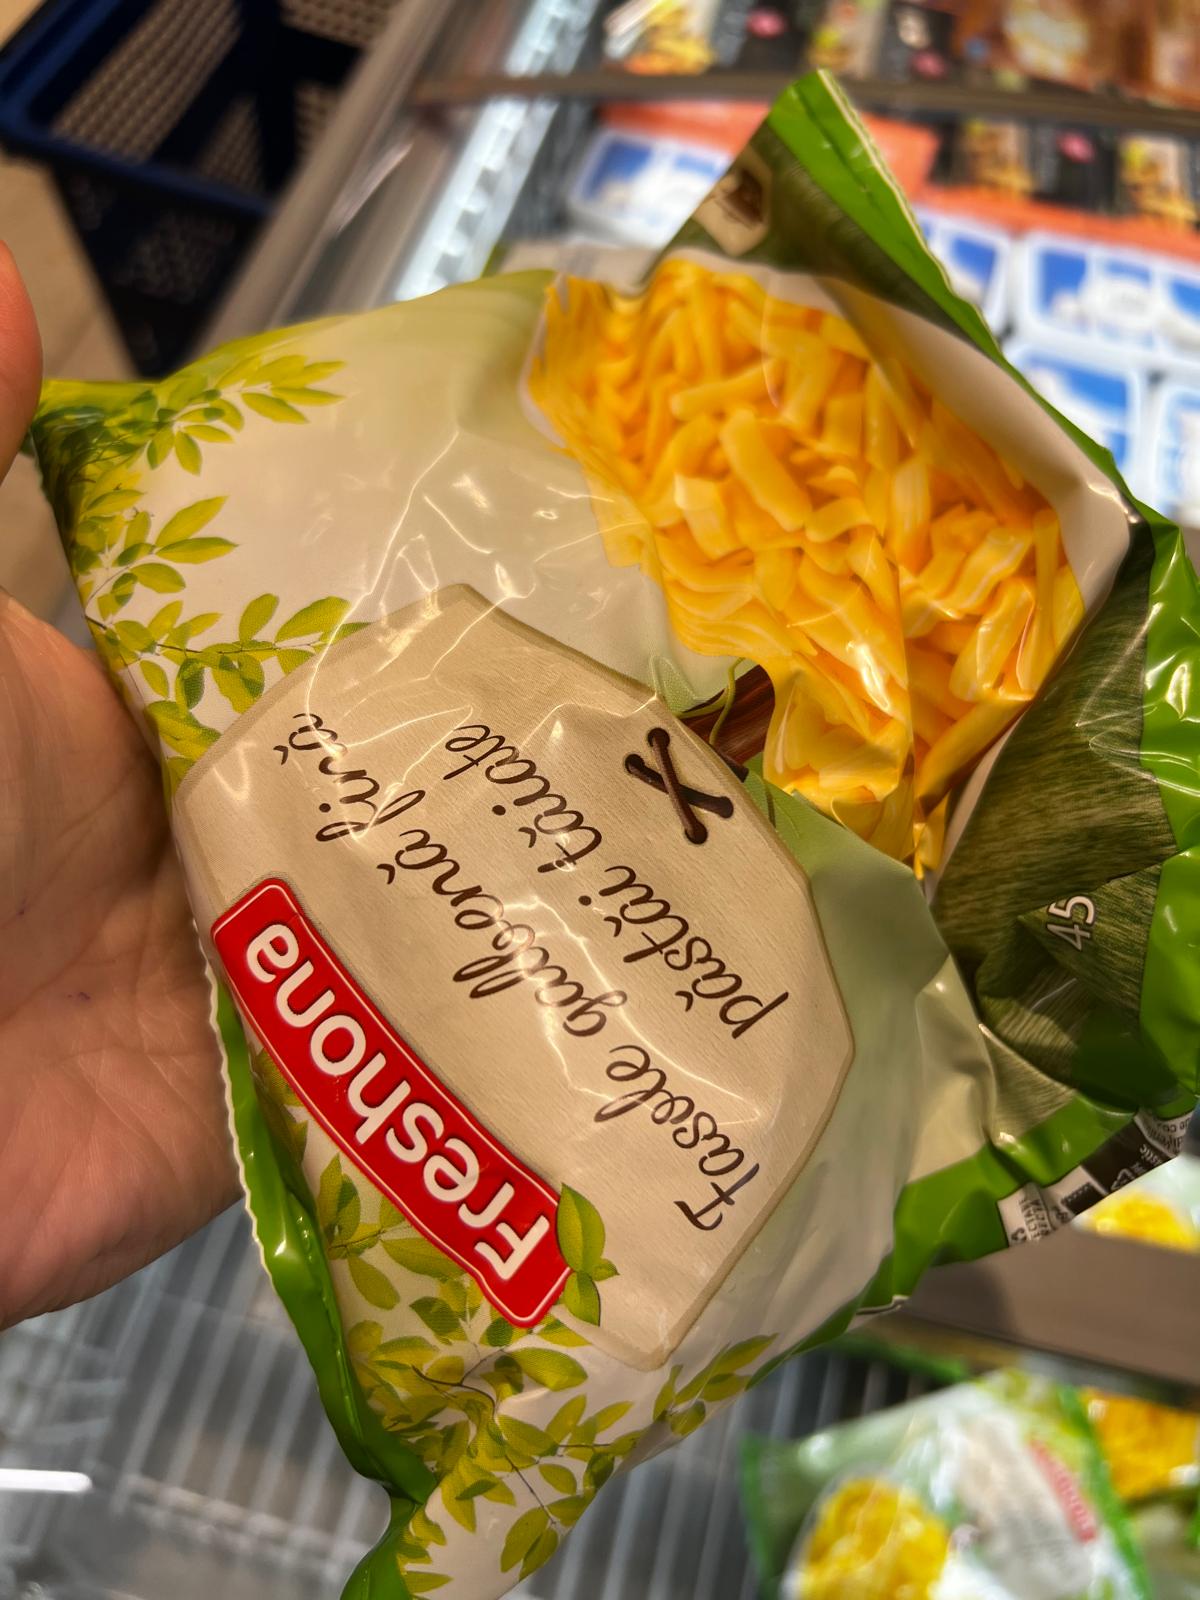 Freshona
Fasole galbenă fină
păstăi tăiate
45